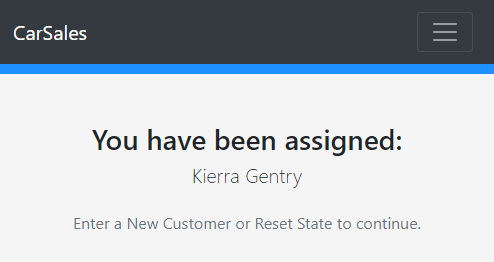 CarSales
You have been assigned:
Kierra Gentry
Enter a New Customer or Reset State to continue.